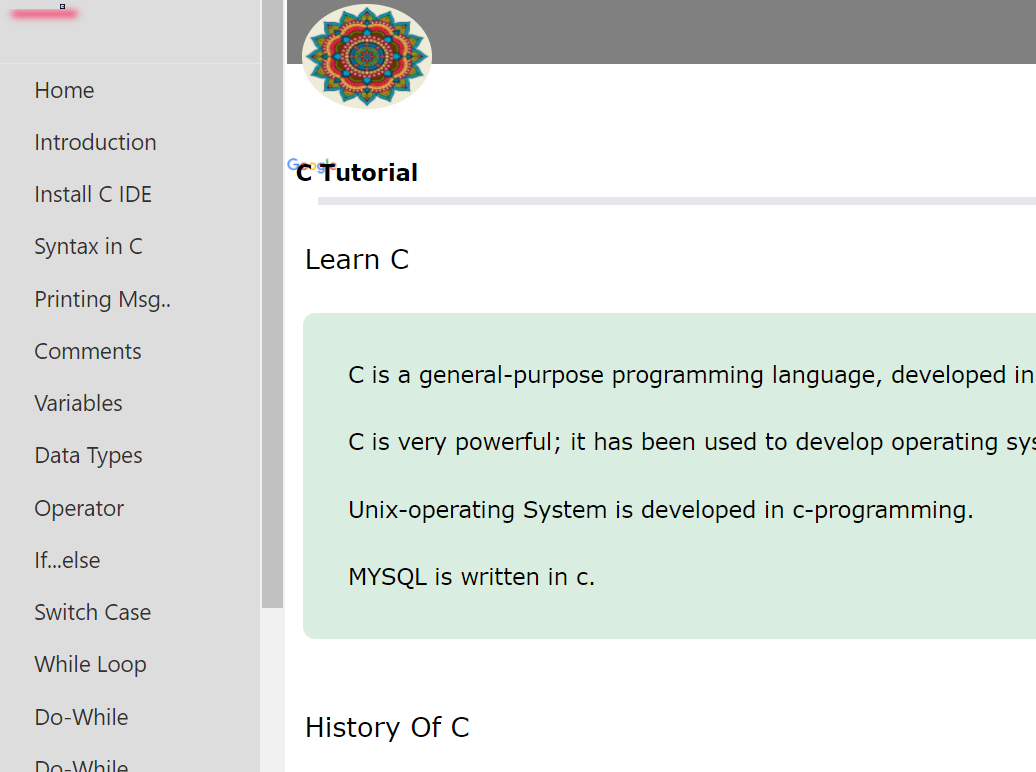 Home
Introduction
Install C IDE
Syntax in C
Printing Msg..
Comments
Variables
Data Types
Operator
If...else
Switch Case
While Loop
Do-While
Do-While
Google
C Tutorial
Learn C
C is a general-purpose programming language, developed in
C is very powerful; it has been used to develop operating sys
Unix-operating System is developed in c-programming.
MYSQL is written in c.
History Of C